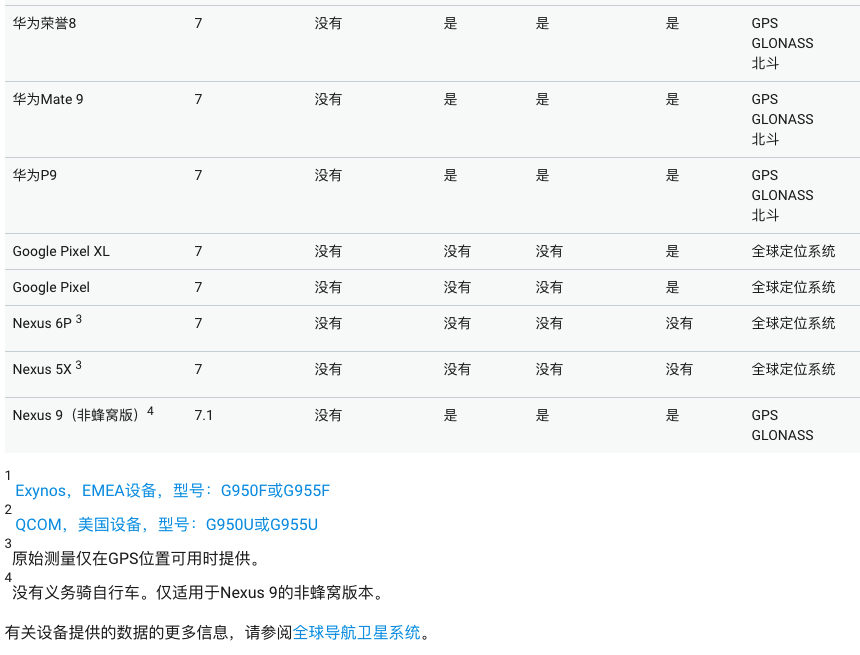 华为荣誉8 7 没有 是 是 是 GPS
GLONASS
北斗
华为Mate 9 7 没有 是 是 是 GPS
GLONASS
北斗
华为P9 7 没有 是 是 是 GPS
GLONASS
北斗
Google Pixel XL 7 没有 没有 没有 是 全球定位系统
Google Pixel 7 没有 没有 没有 是 全球定位系统
Nexus 6P 3 7 没有 没有 没有 没有 全球定位系统
Nexus 5X 3 7 没有 没有 没有 没有 全球定位系统
Nexus 9（非蜂窝版）4 7.1 没有 是 是 是 GPS
GLONASS
1 Exynos，EMEA设备，型号：G950F或G955F
2 QCOM，美国设备，型号：G950U或G955U
3 原始测量仅在GPS位置可用时提供。
4 没有义务骑自行车。仅适用于Nexus 9的非蜂窝版本。
有关设备提供的数据的更多信息，请参阅全球导航卫星系统。